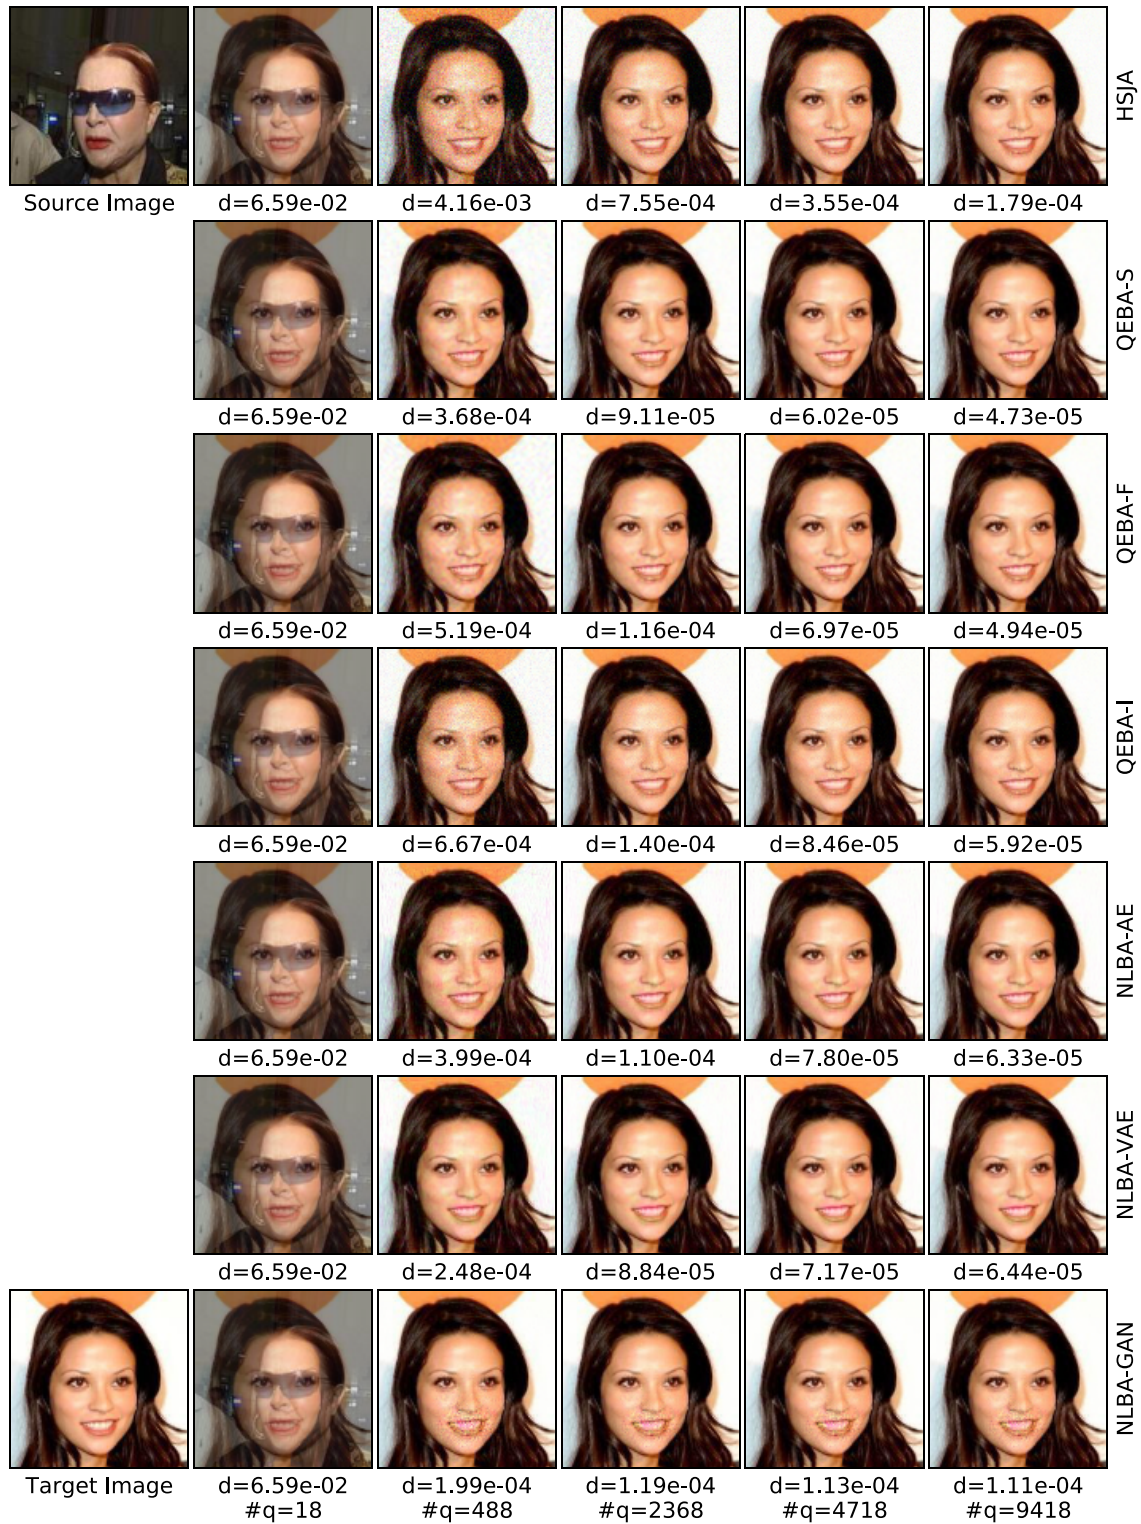 HSJA
Source Image d=6.59e-02 d=4.16e-03 d=7.55e-04 d=3.55e-04 d=1.79e-04
QEBA-S
d=6.59e-02 d=3.68e-04 d=9.11e-05 d=6.02e-05 d=4.73e-05
QEBA-F
d=6.59e-02 d=5.19e-04 d=1.16e-04 d=6.97e-05 d=4.94e-05
QEBA-I
d=6.59e-02 d=6.67e-04 d=1.40e-04 d=8.46e-05 d=5.92e-05
NLBA-AE
d=6.59e-02 d=3.99e-04 d=1.10e-04 d=7.80e-05 d=6.33e-05
NLBA-VAE
d=6.59e-02 d=2.48e-04 d=8.84e-05 d=7.17e-05 d=6.44e-05
NLBA-GAN
Target Image d=6.59e-02 d=1.99e-04 d=1.19e-04 d=1.13e-04 d=1.11e-04
#q=18 #q=488 #q=2368 #q=4718 #q=9418